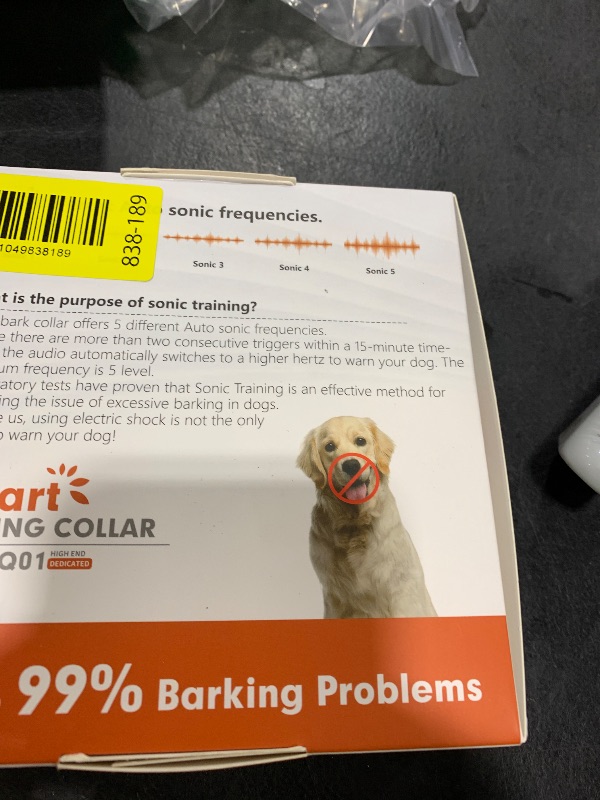 1049838189
838-189
sonic frequencies.
Sonic 3
Sonic 4
Sonic 5
is the purpose of sonic training?
bark collar offers 5 different Auto sonic frequencies.
there are more than two consecutive triggers within a 15-minute time-
the audio automatically switches to a higher hertz to warn your dog. The
frequency is 5 level.
tests have proven that Sonic Training is an effective method for
the issue of excessive barking in dogs.
us, using electric shock is not the only
warn your dog!
art
NG COLLAR
Q01 HIGH END
DEDICATED
99% Barking Problems